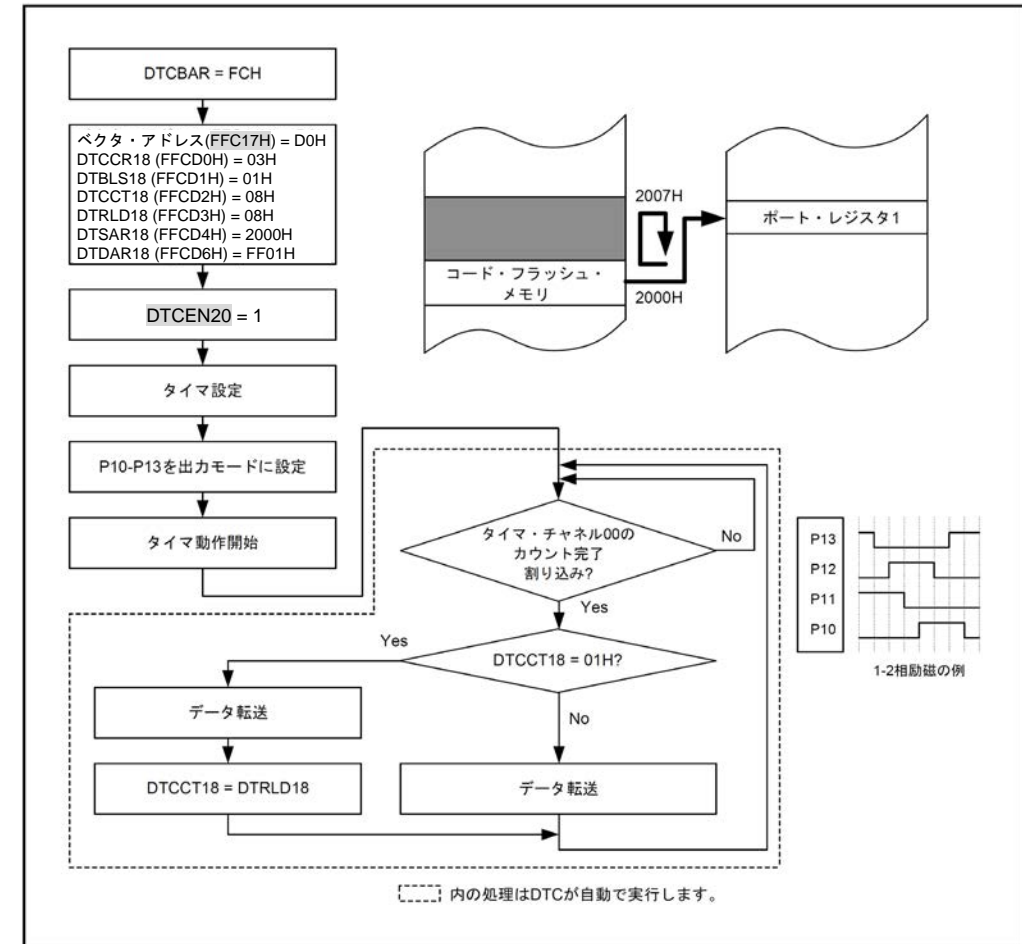 DTCBAR = FCH
ベクタ・アドレス(FFC17H) = D0H
DTCCR18 (FFCD0H) = 03H
DTBLS18 (FFCD1H) = 01H
DTCCT18 (FFCD2H) = 08H
DTRLD18 (FFCD3H) = 08H
DTSAR18 (FFCD4H) = 2000H
DTDAR18 (FFCD6H) = FF01H
DTCEN20 = 1
タイマ設定
P10-P13を出力モードに設定
タイマ動作開始
2007H
ポート・レジスタ1
コード・フラッシュ・
メモリ
2000H
タイマ・チャネル00の
カウント完了
割り込み?
No
Yes
DTCCT18 = 01H?
Yes
No
データ転送
DTCCT18 = DTRLD18
データ転送
P13
P12
P11
P10
1-2相励磁の例
内の処理はDTCが自動で実行します。